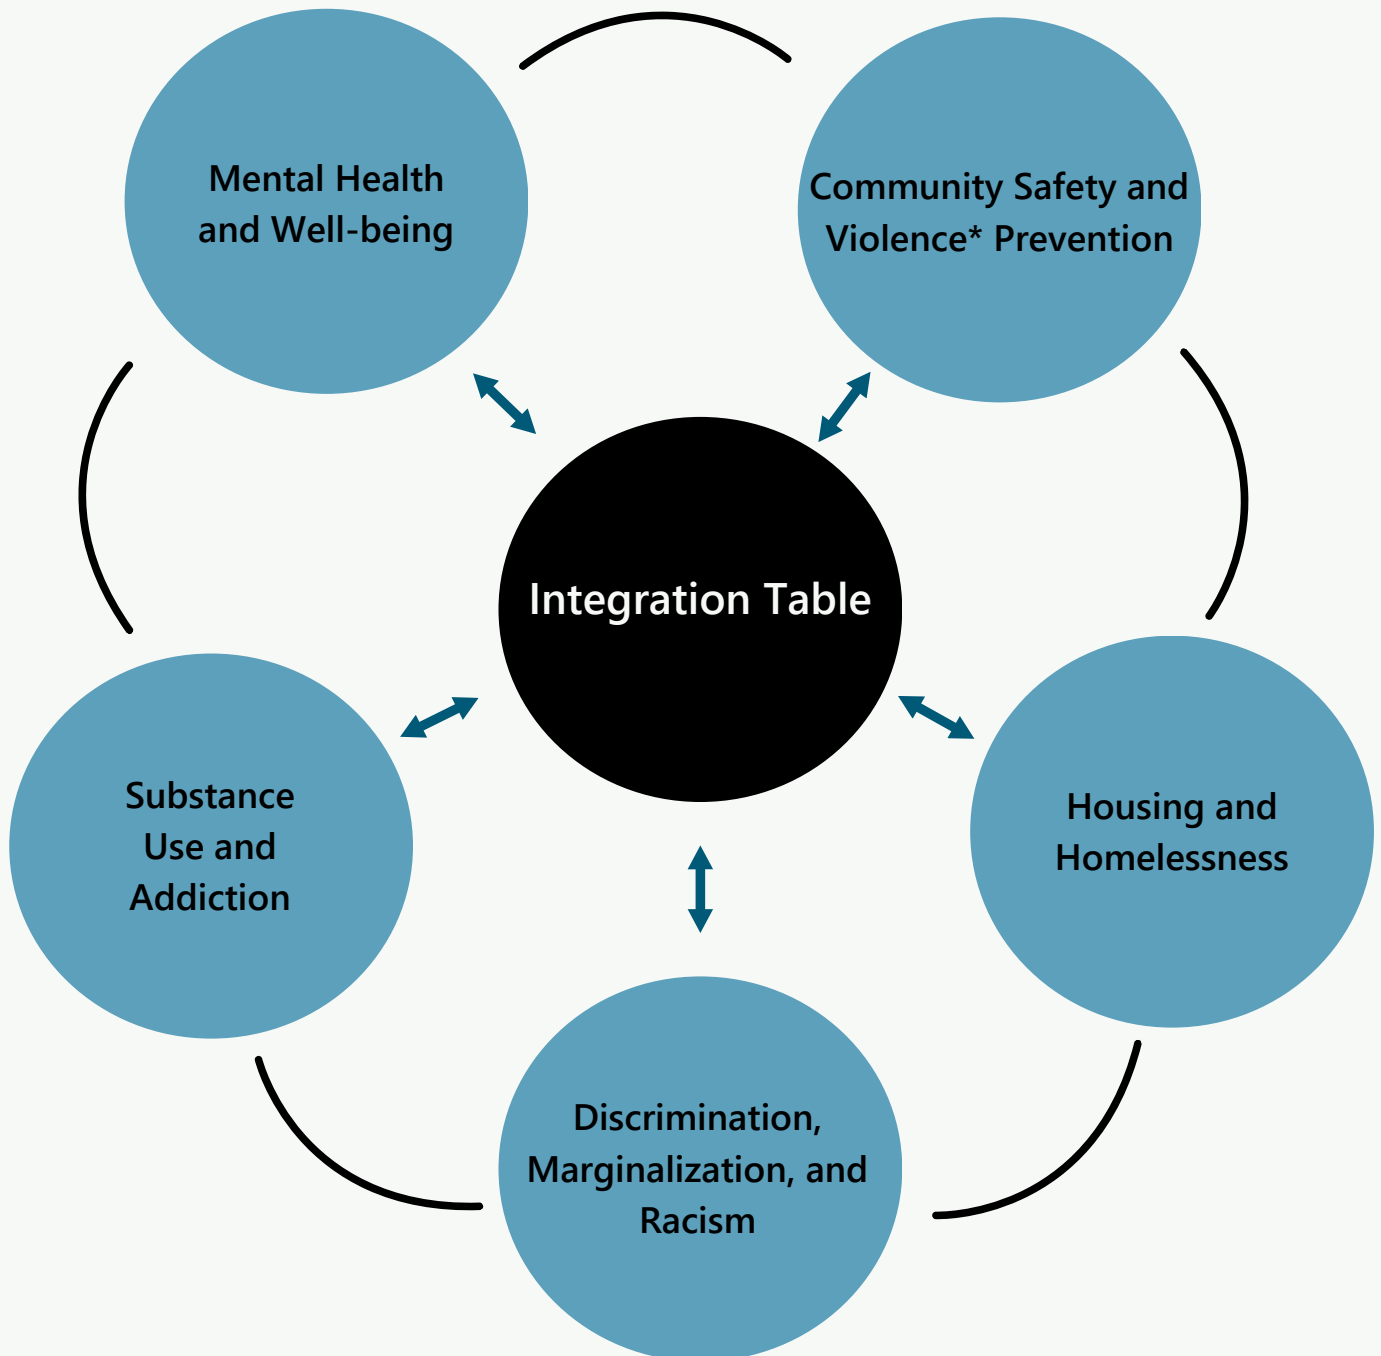 Mental Health
and Well-being
Community Safety and
Violence* Prevention
Integration Table
Substance
Use and
Addiction
Housing and
Homelessness
Discrimination,
Marginalization, and
Racism